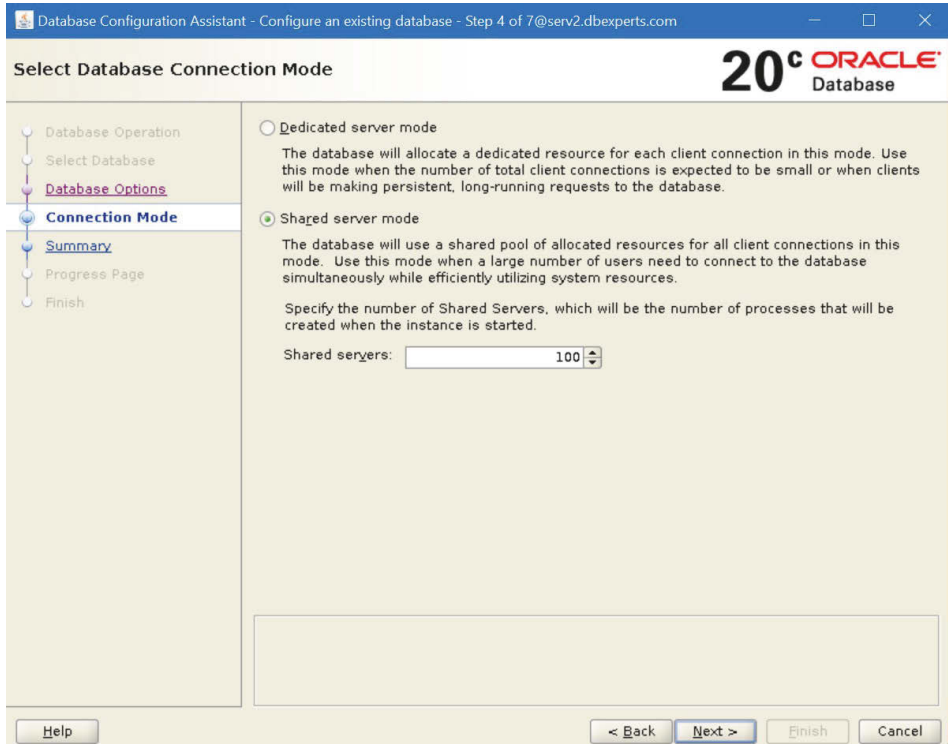 Database Configuration Assistant - Configure an existing database - Step 4 of 7@serv2.dbexperts.com
Select Database Connection Mode
20c ORACLE
Database
Database Operation
Select Database
Database Options
Connection Mode
Summary
Progress Page
Finish
Dedicated server mode
The database will allocate a dedicated resource for each client connection in this mode. Use
this mode when the number of total client connections is expected to be small or when clients
will be making persistent, long-running requests to the database.
Shared server mode
The database will use a shared pool of allocated resources for all client connections in this
mode. Use this mode when a large number of users need to connect to the database
simultaneously while efficiently utilizing system resources.
Specify the number of Shared Servers, which will be the number of processes that will be
created when the instance is started.
Shared servers: 100
Help
< Back
Next >
Finish
Cancel